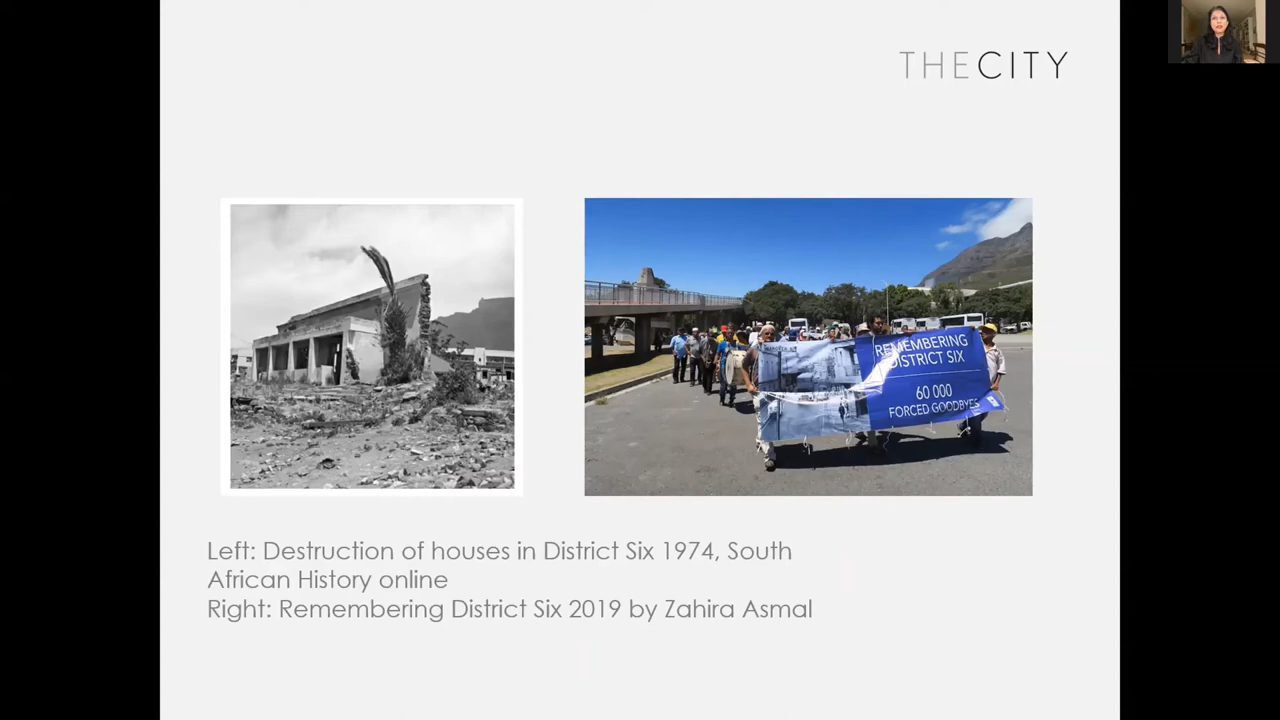 THECITY
REMEMBERING
DISTRICT SIX
60 000
FORCED GOODBYES
Left: Destruction of houses in District Six 1974, South
African History online
Right: Remembering District Six 2019 by Zahira Asmal